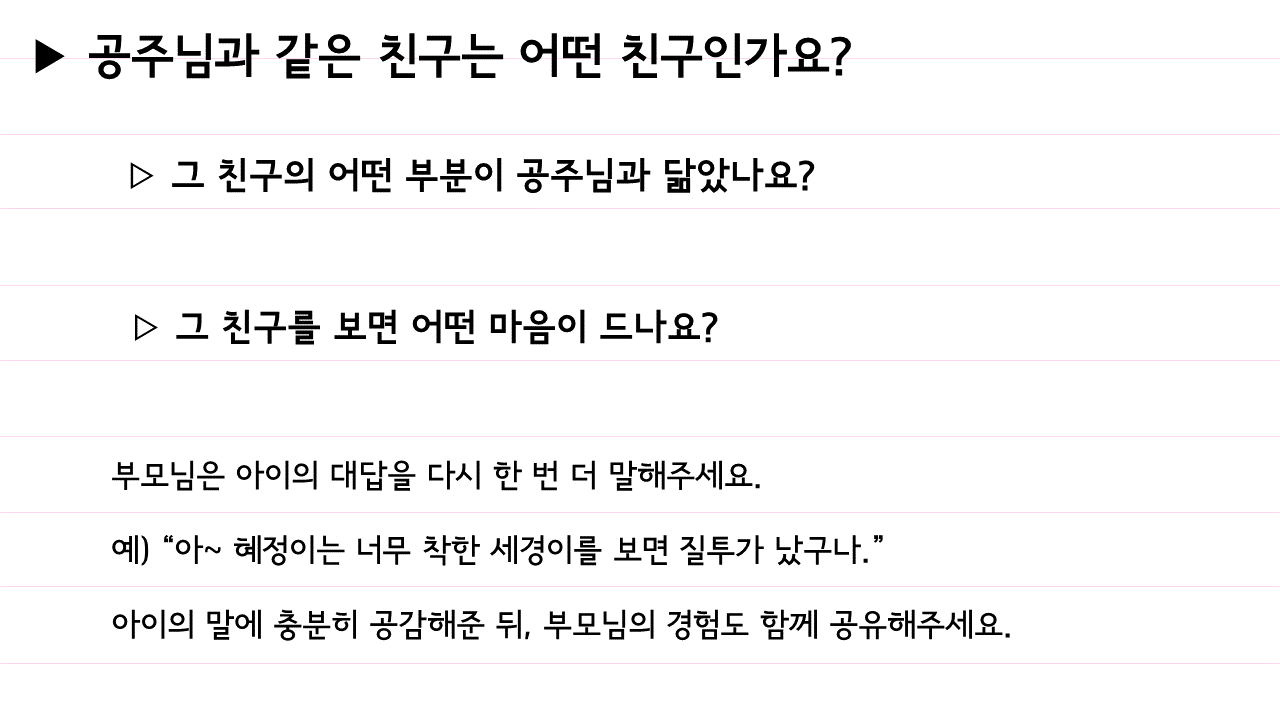 ▶ 공주님과 같은 친구는 어떤 친구인가요?
▷ 그 친구의 어떤 부분이 공주님과 닮았나요?
▷ 그 친구를 보면 어떤 마음이 드나요?
부모님은 아이의 대답을 다시 한 번 더 말해주세요.
예) “아~ 혜정이는 너무 착한 세경이를 보면 질투가 났구나.”
아이의 말에 충분히 공감해준 뒤, 부모님의 경험도 함께 공유해주세요.